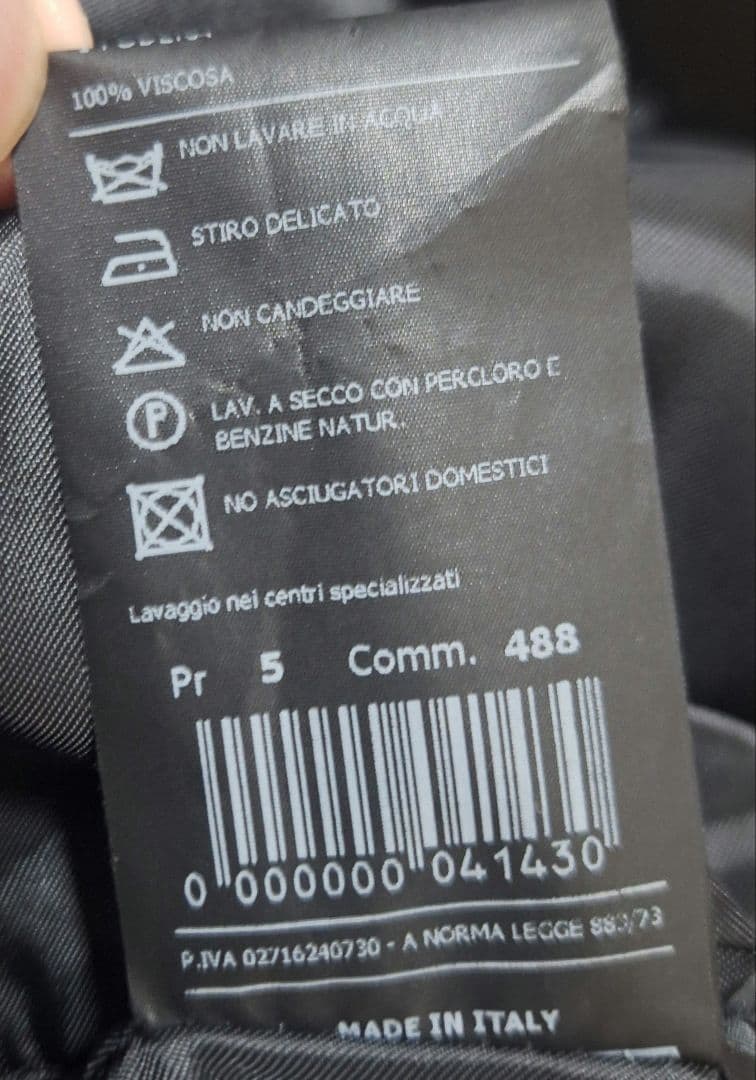 100% VISCOSA
NON LAVARE IN ACQUA
STIRO DELICATO
NON CANDEGGIARE
P
LAV. A SECCO CON PERCLORO E
BENZINE NATUR.
NO ASCIUGATORI DOMESTICI
Lavaggio nei centri specializzati
Pr 5 Comm. 488
0 000000 041430
P.IVA 02716240730 - A NORMA LEGGE
MADE IN ITALY